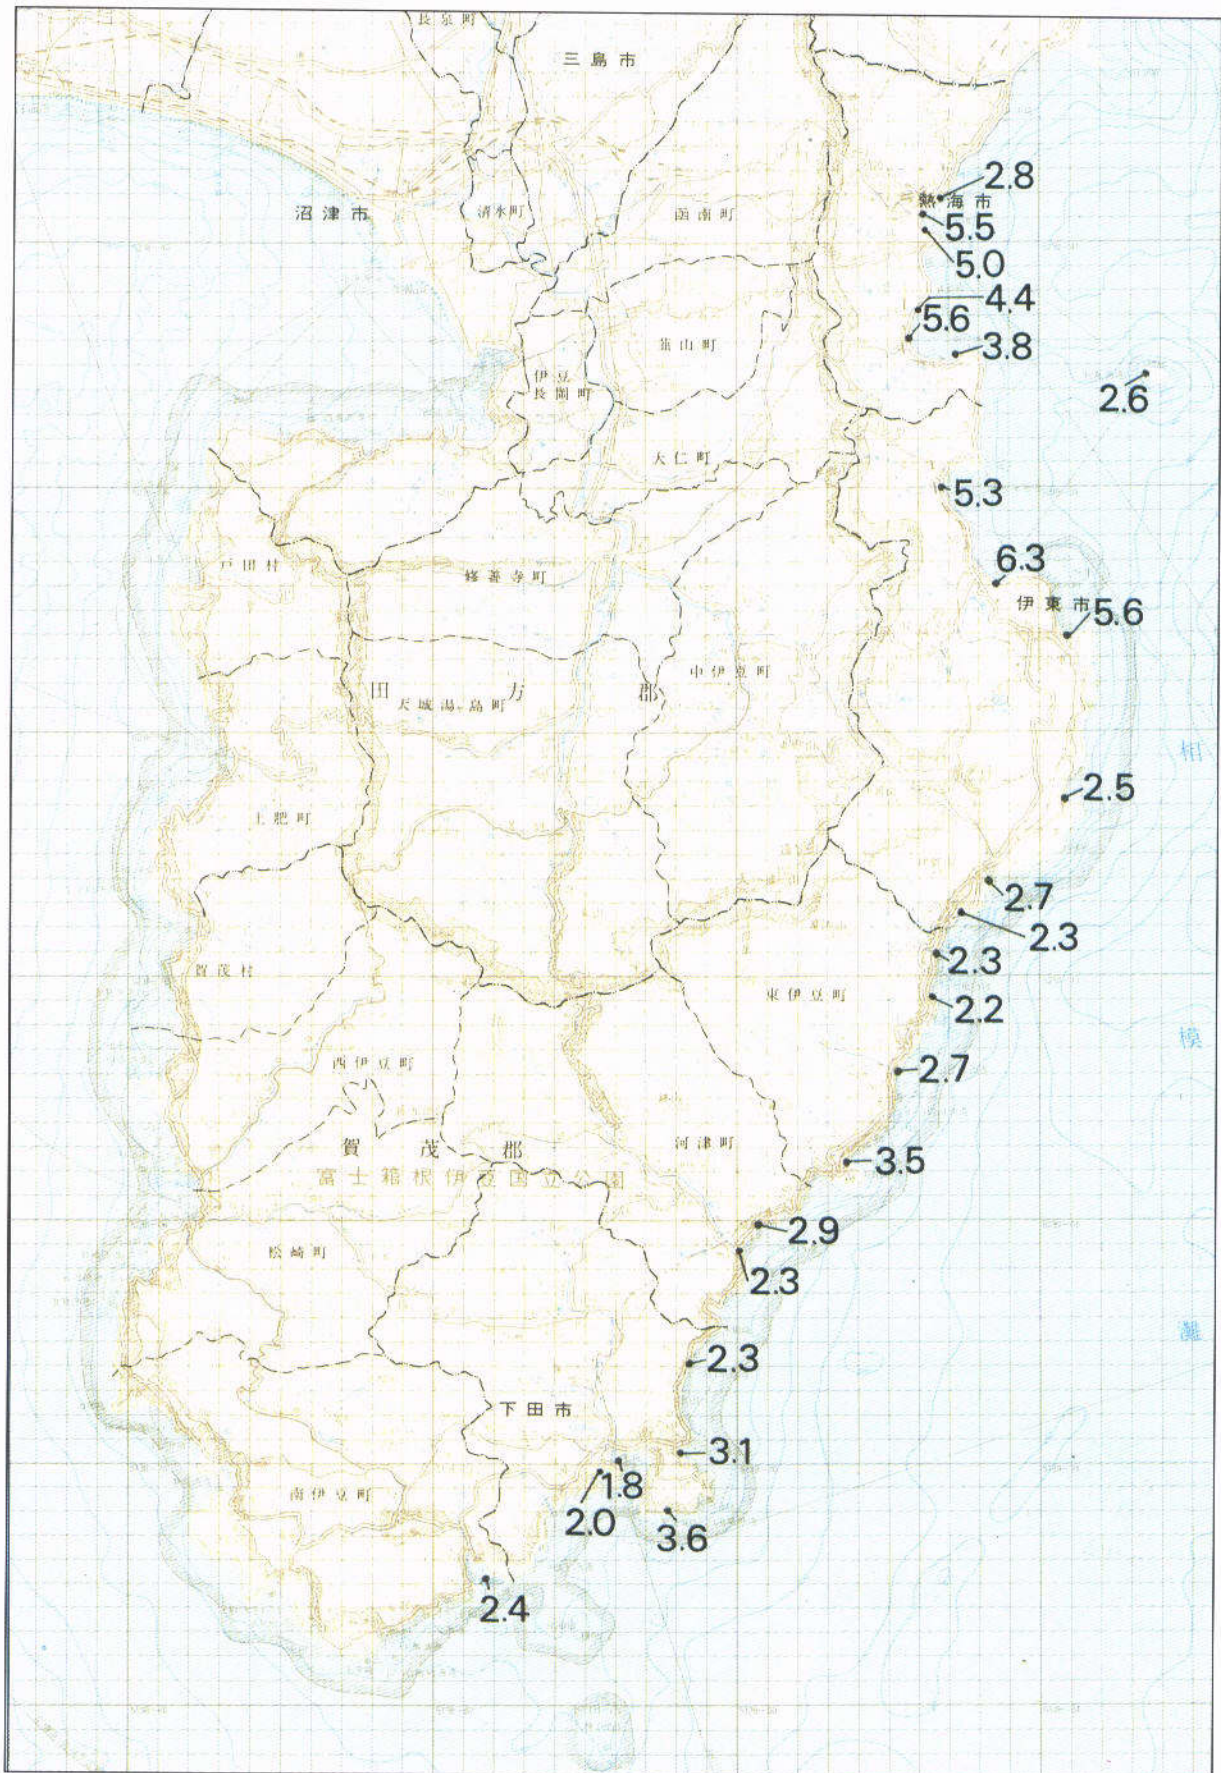 長泉町
三島市
2.8
熱海市
沼津市
清水町
函南町
5.5
5.0
4.4
5.6
韮山町
3.8
伊豆
長岡町
2.6
大仁町
5.3
戸田村
修善寺町
6.3
伊東市
5.6
中伊豆町
田方郡
天城湯ヶ島町
相
2.5
土肥町
2.7
2.3
2.3
賀茂村
東伊豆町
2.2
模
西伊豆町
2.7
賀茂郡
河津町
3.5
富士箱根伊豆国立公園
2.9
松崎町
2.3
灘
2.3
下田市
3.1
1.8
南伊豆町
2.0
3.6
2.4